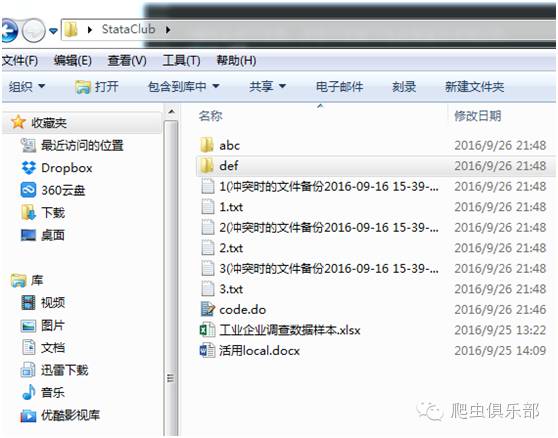 StataClub
文件(F) 编辑(E) 查看(V) 工具(T) 帮助(H)
组织 打开 包含到库中 共享 电子邮件 刻录 新建文件夹
收藏夹
最近访问的位置
Dropbox
360云盘
下载
桌面
库
视频
图片
文档
迅雷下载
音乐
优酷影视库
名称 修改日期
abc 2016/9/26 21:48
def 2016/9/26 21:48
1(冲突时的文件备份2016-09-16 15-39-... 2016/9/26 21:48
1.txt 2016/9/26 21:48
2(冲突时的文件备份2016-09-16 15-39-... 2016/9/26 21:48
2.txt 2016/9/26 21:48
3(冲突时的文件备份2016-09-16 15-39-... 2016/9/26 21:48
3.txt 2016/9/26 21:48
code.do 2016/9/26 21:46
工业企业调查数据样本.xlsx 2016/9/25 13:22
活用local.docx 2016/9/25 14:09
爬虫俱乐部